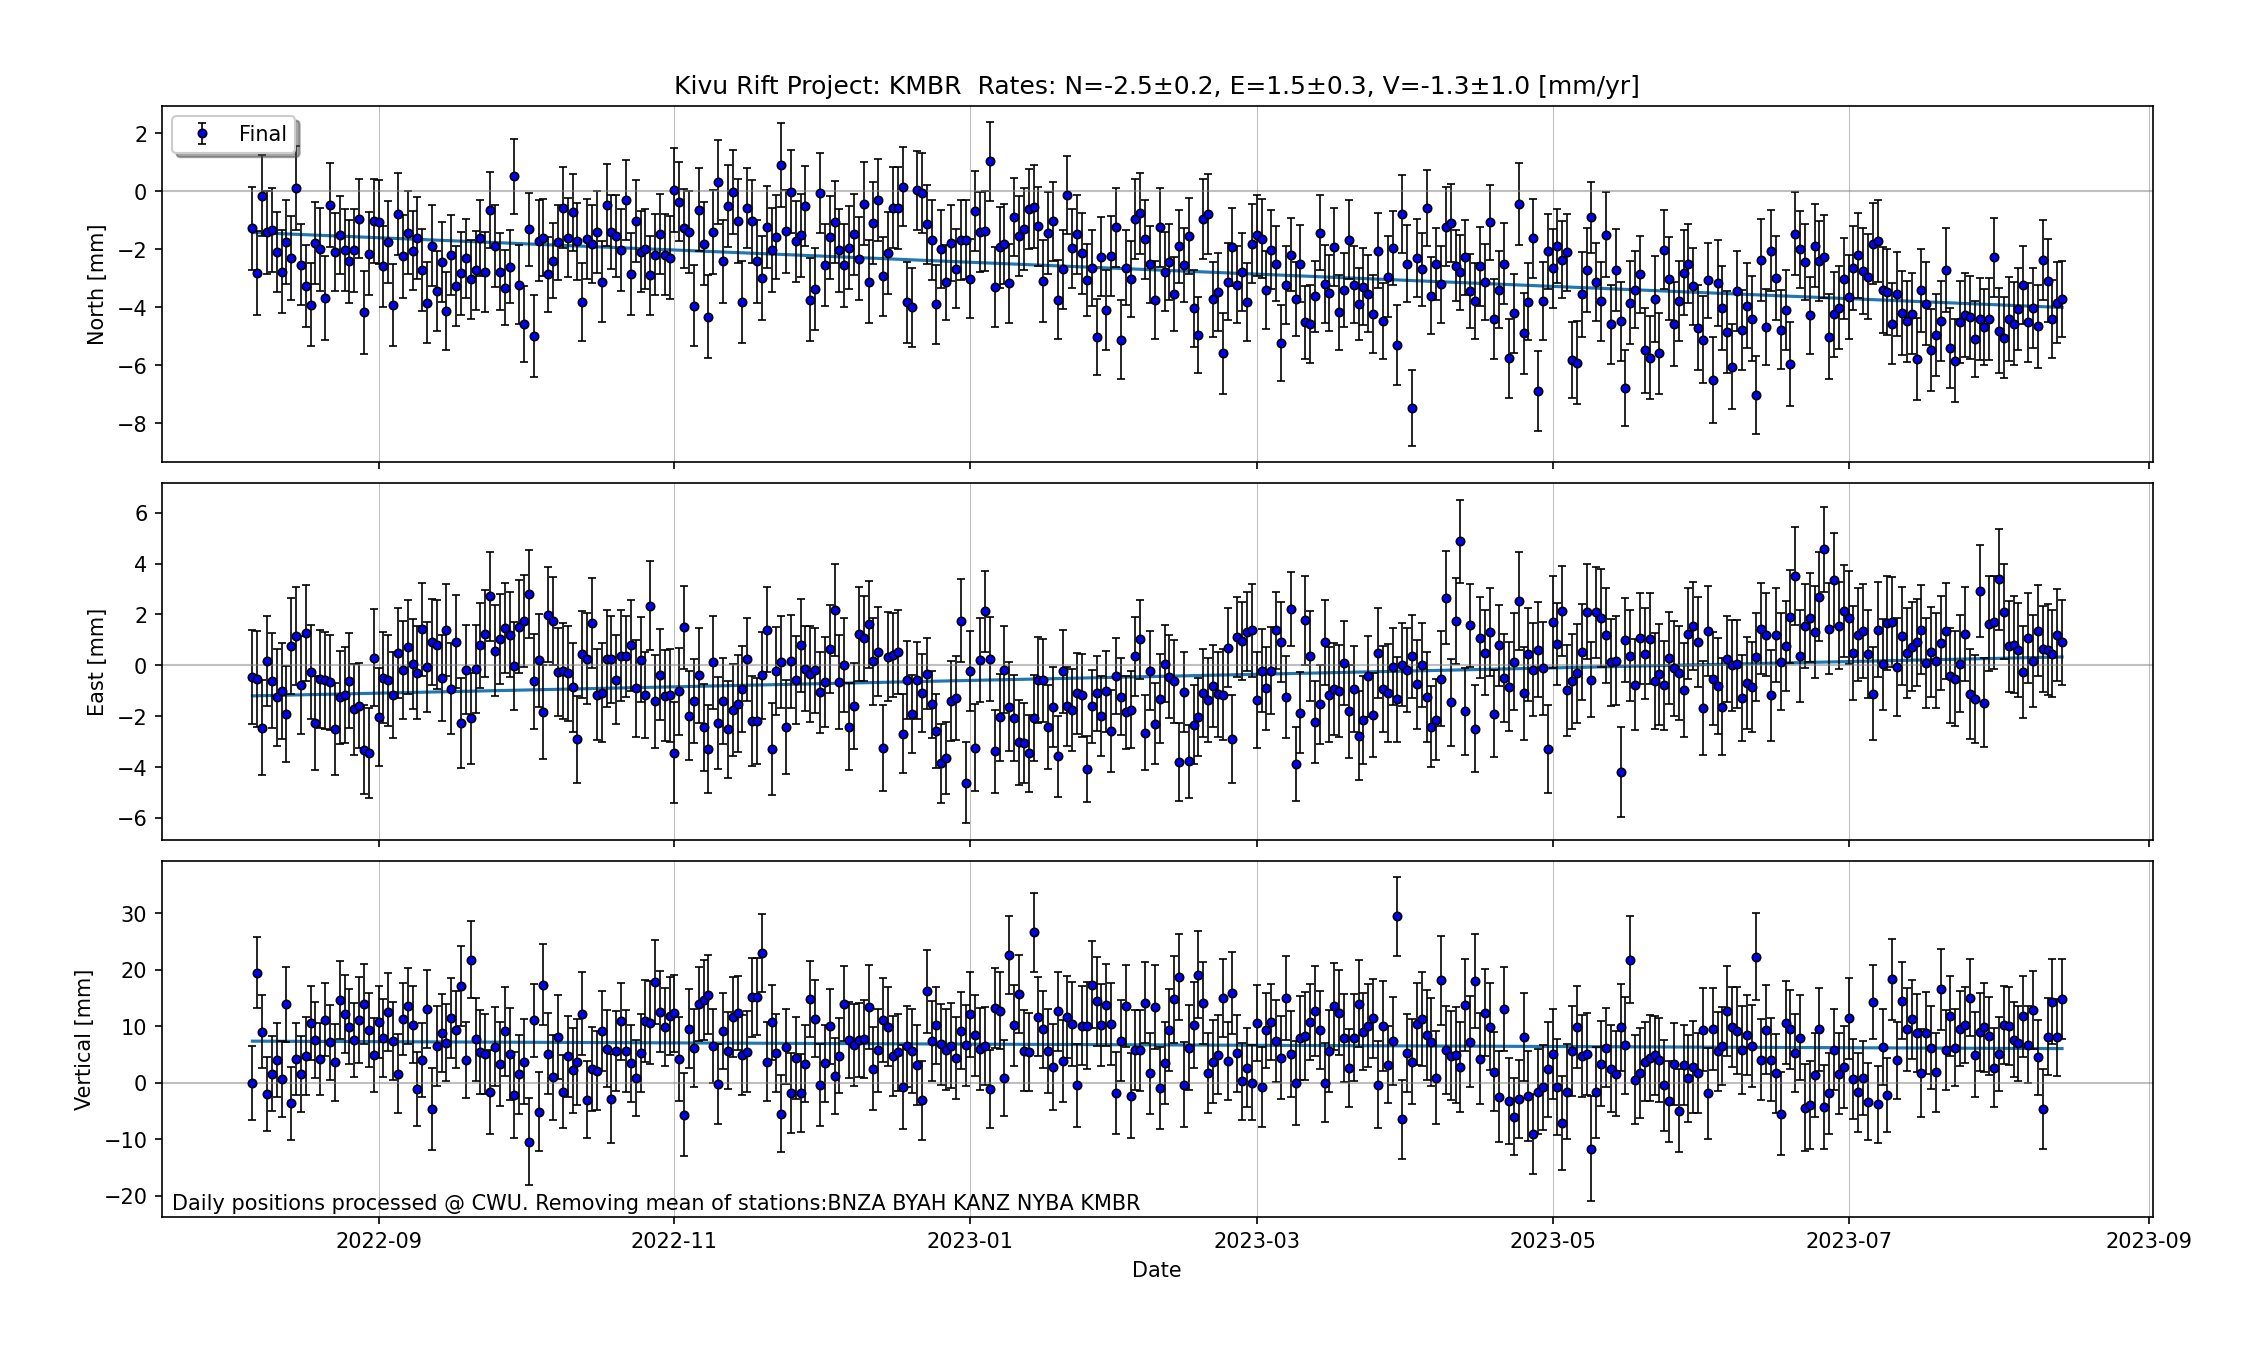 Kivu Rift Project: KMBR  Rates: N=-2.5±0.2, E=1.5±0.3, V=-1.3±1.0 [mm/yr]
Final
North [mm]
2
0
−2
−4
−6
−8
East [mm]
6
4
2
0
−2
−4
−6
Vertical [mm]
30
20
10
0
−10
−20
Daily positions processed @ CWU. Removing mean of stations:BNZA BYAH KANZ NYBA KMBR
2022-09 2022-11 2023-01 2023-03 2023-05 2023-07 2023-09
Date